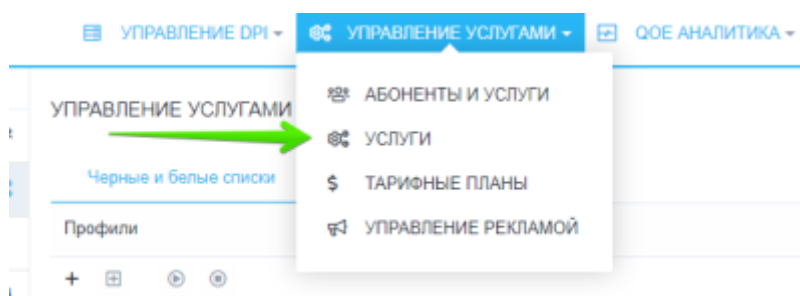 УПРАВЛЕНИЕ DPI УПРАВЛЕНИЕ УСЛУГАМИ QOE АНАЛИТИКА
АБОНЕНТЫ И УСЛУГИ
УПРАВЛЕНИЕ УСЛУГАМИ
УСЛУГИ
Черные и белые списки
$ ТАРИФНЫЕ ПЛАНЫ
Профили
УПРАВЛЕНИЕ РЕКЛАМОЙ